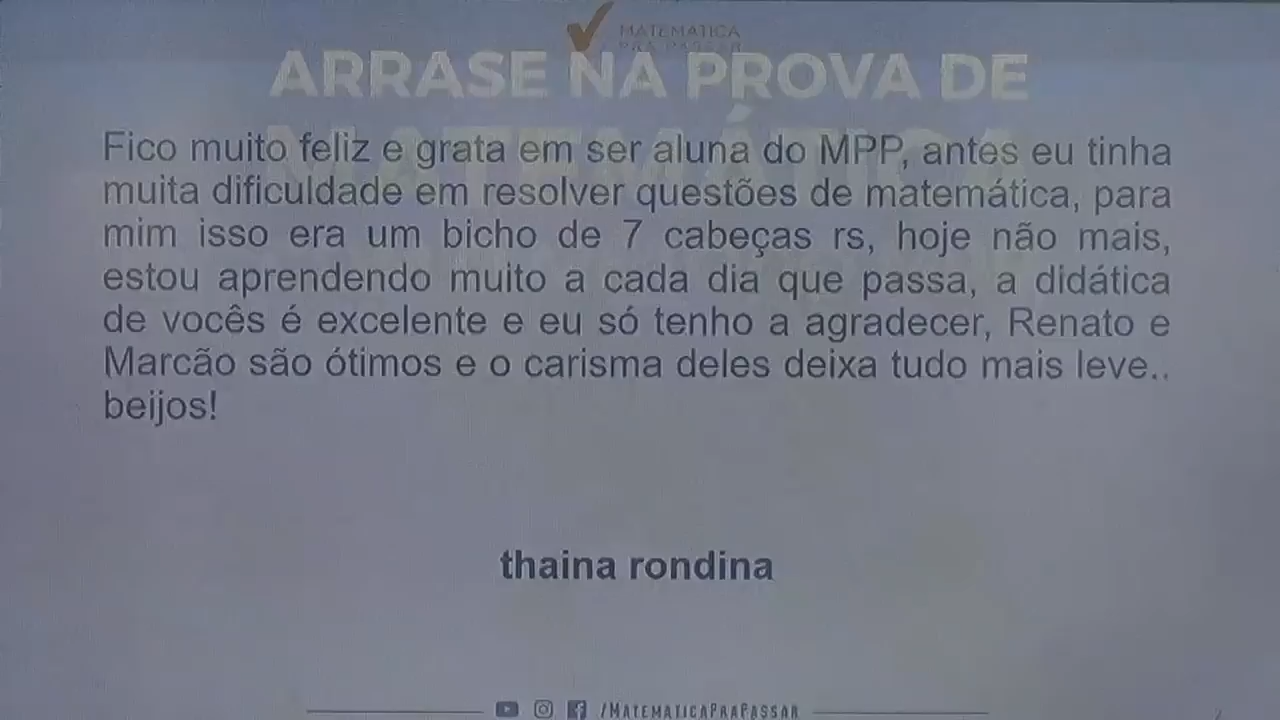 MATEMÁTICA
PRA PASSAR
ARRASE NA PROVA DE
MATEMÁTICA
Fico muito feliz e grata em ser aluna do MPP, antes eu tinha
muita dificuldade em resolver questões de matemática, para
mim isso era um bicho de 7 cabeças rs, hoje não mais,
estou aprendendo muito a cada dia que passa, a didática
de vocês é excelente e eu só tenho a agradecer, Renato e
Marcão são ótimos e o carisma deles deixa tudo mais leve..
beijos!
thaina rondina
/MATEMATICAPRAPASSAR